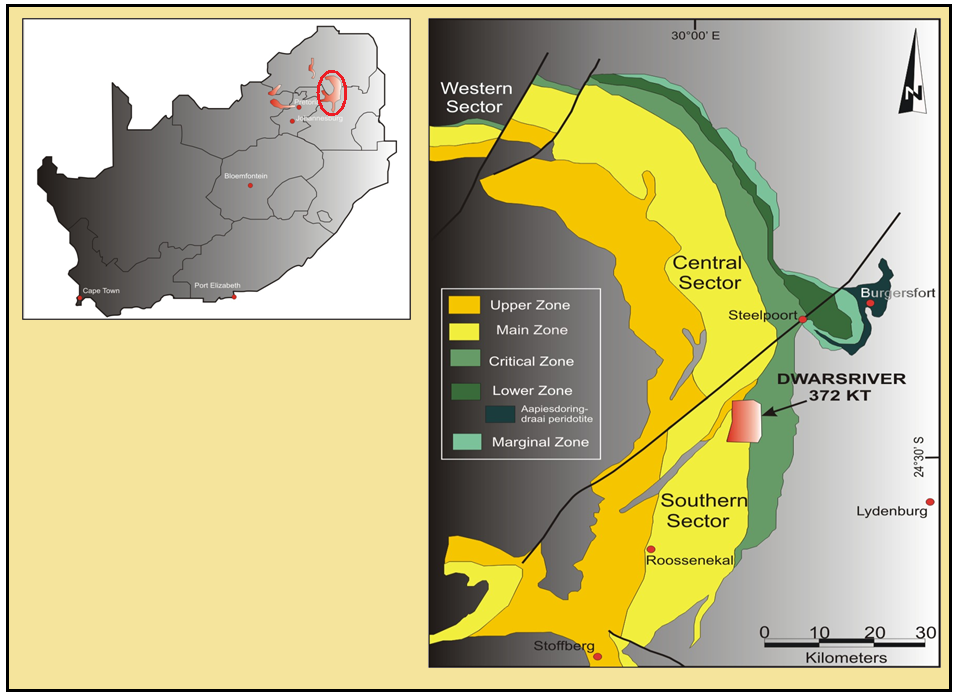 Pretoria
Johannesburg
Bloemfontein
Cape Town
Port Elizabeth
30°00' E
N
Western
Sector
Central
Sector
Burgersfort
Steelpoort
Upper Zone
Main Zone
Critical Zone
Lower Zone
Aapiesdoring-
draai peridotite
Marginal Zone
DWARSRIVER
372 KT
24°30' S
Southern
Sector
Lydenburg
Roossenekal
Stoffberg
0 10 20 30
Kilometers